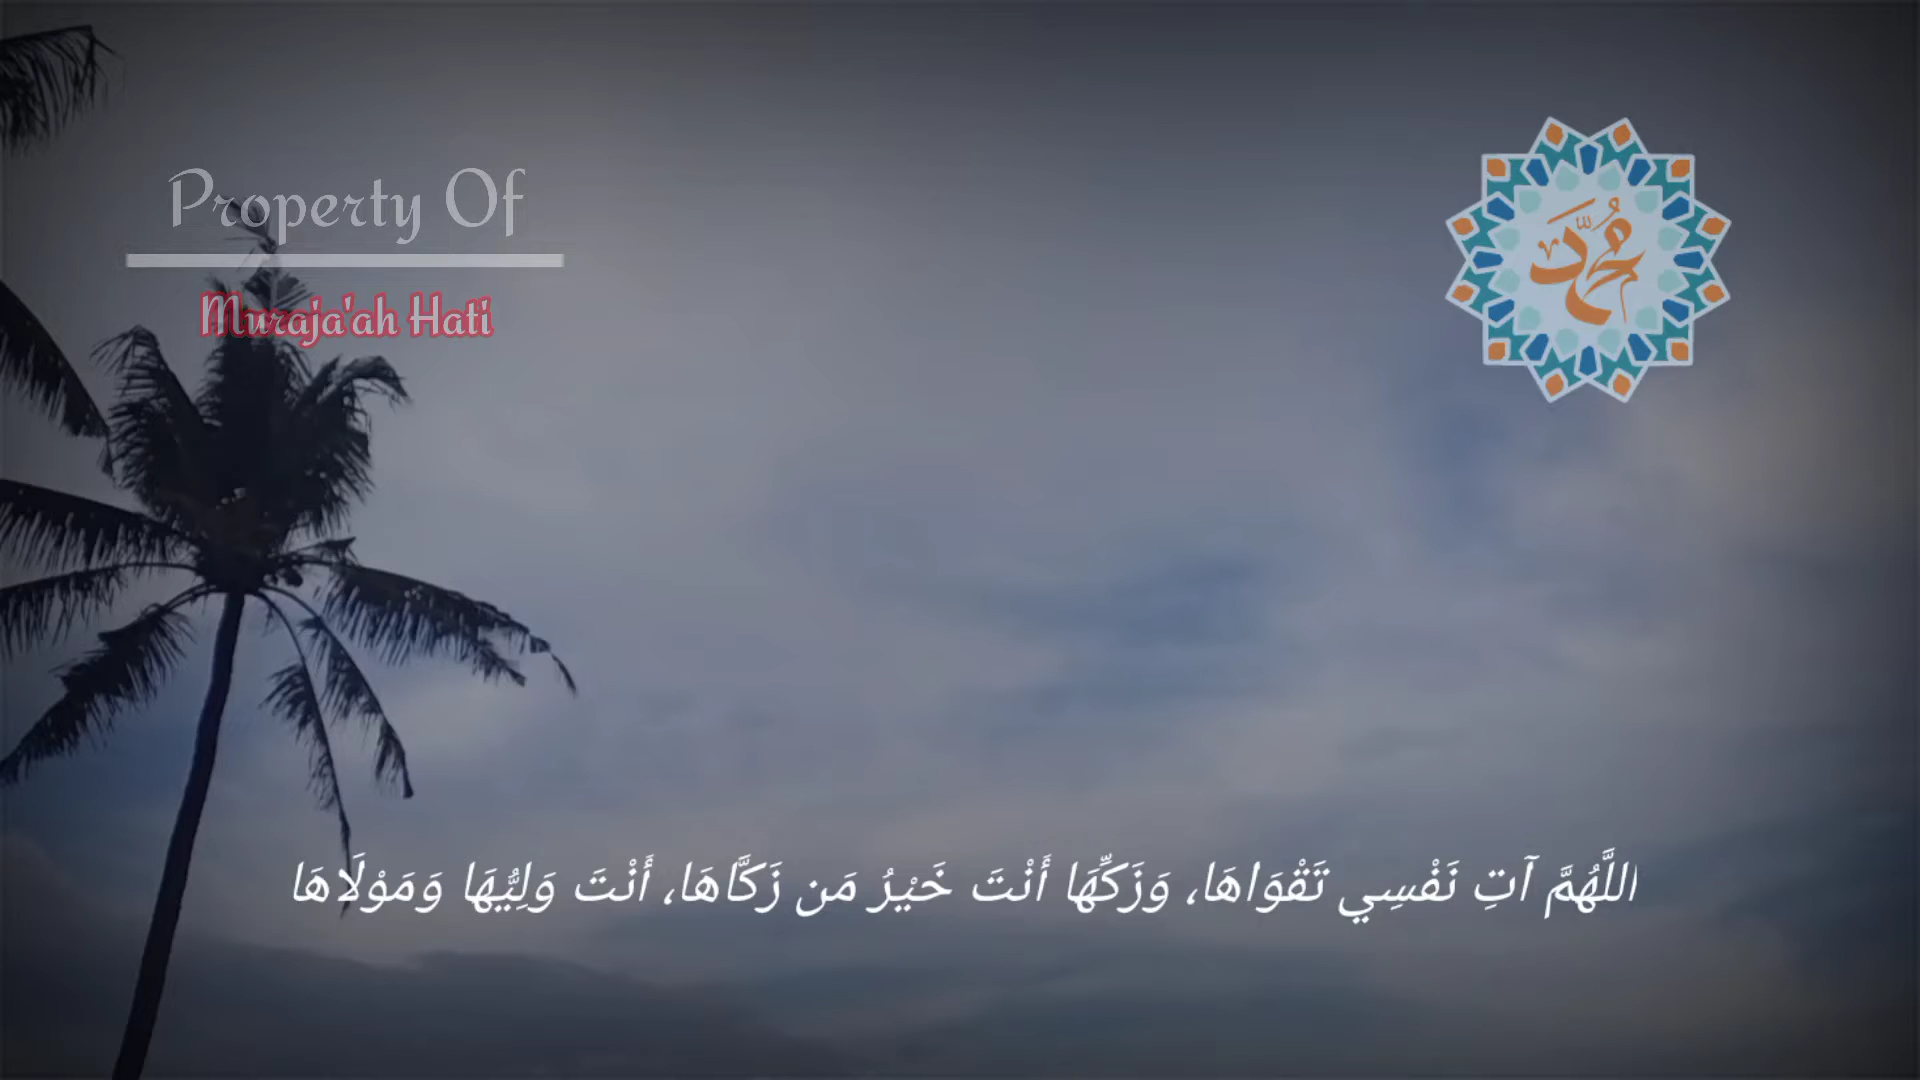 Property Of
Muraja'ah Hati
محمد
اللَّهُمَّ آتِ نَفْسِي تَقْوَاهَا، وَزَكِّهَا أَنْتَ خَيْرُ مَن زَكَّاهَا، أَنْتَ وَلِيُّهَا وَمَوْلَاهَا